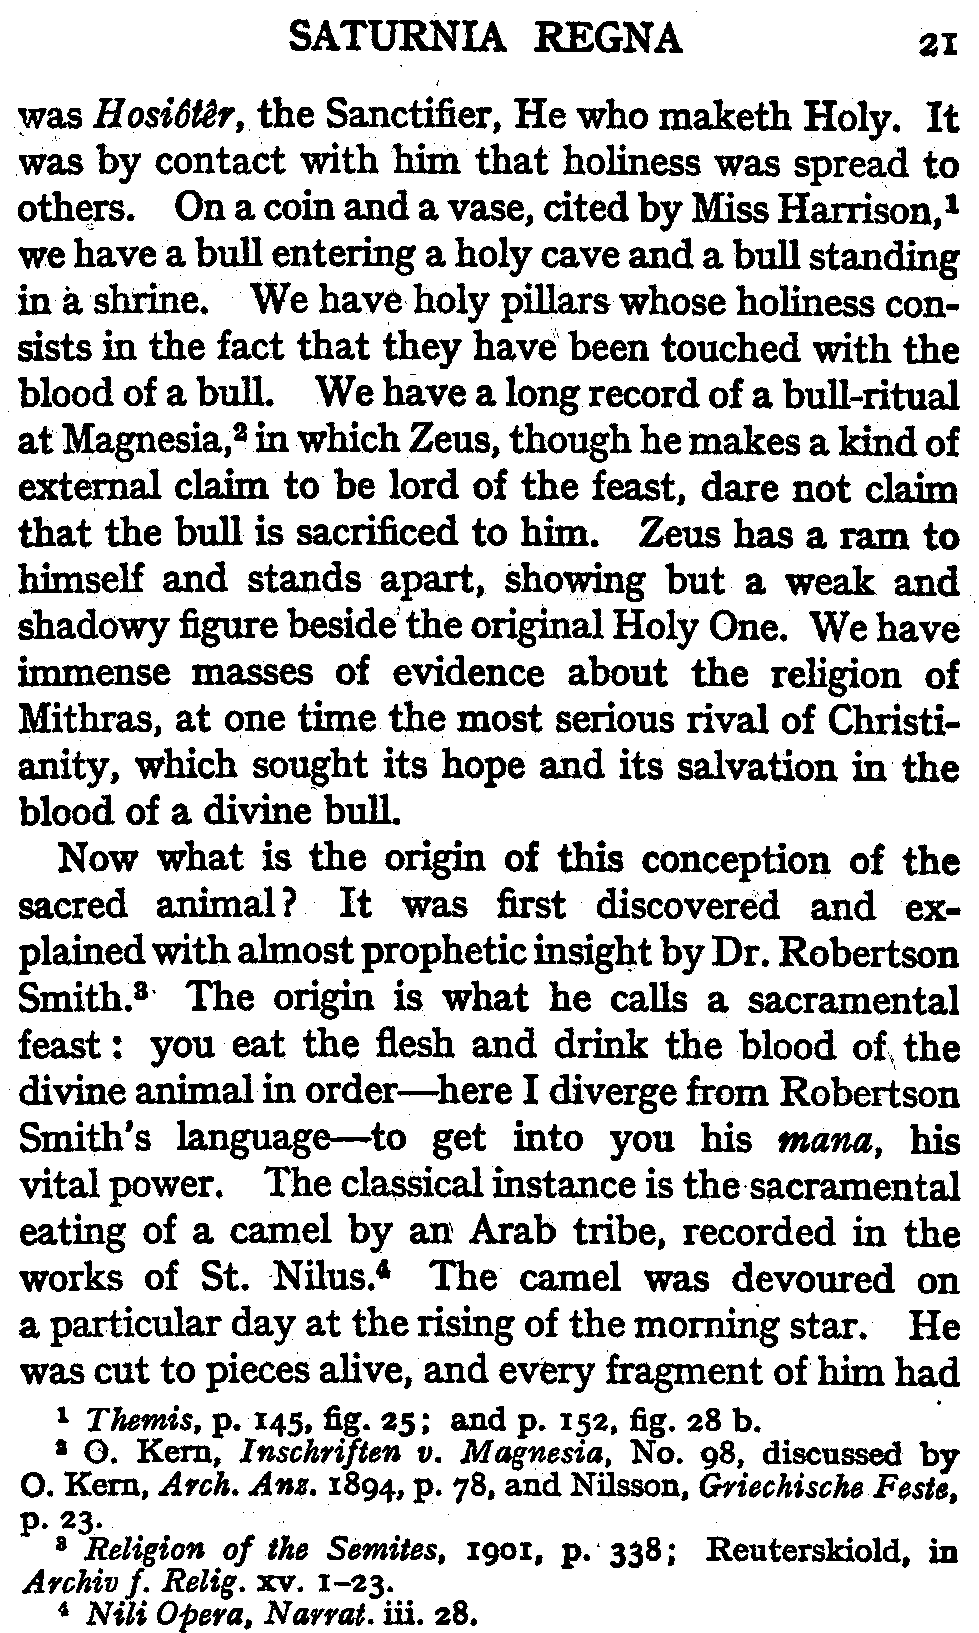 SATURNIA REGNA 21
was Hosiôtêr, the Sanctifier, He who maketh Holy. It
was by contact with him that holiness was spread to
others. On a coin and a vase, cited by Miss Harrison,¹
we have a bull entering a holy cave and a bull standing
in a shrine. We have holy pillars whose holiness con-
sists in the fact that they have been touched with the
blood of a bull. We have a long record of a bull-ritual
at Magnesia,² in which Zeus, though he makes a kind of
external claim to be lord of the feast, dare not claim
that the bull is sacrificed to him. Zeus has a ram to
himself and stands apart, showing but a weak and
shadowy figure beside the original Holy One. We have
immense masses of evidence about the religion of
Mithras, at one time the most serious rival of Christi-
anity, which sought its hope and its salvation in the
blood of a divine bull.
Now what is the origin of this conception of the
sacred animal? It was first discovered and ex-
plained with almost prophetic insight by Dr. Robertson
Smith.³ The origin is what he calls a sacramental
feast: you eat the flesh and drink the blood of the
divine animal in order—here I diverge from Robertson
Smith's language—to get into you his mana, his
vital power. The classical instance is the sacramental
eating of a camel by an Arab tribe, recorded in the
works of St. Nilus.⁴ The camel was devoured on
a particular day at the rising of the morning star. He
was cut to pieces alive, and every fragment of him had
¹ Themis, p. 145, fig. 25; and p. 152, fig. 28 b.
² O. Kern, Inschriften v. Magnesia, No. 98, discussed by
O. Kern, Arch. Anz. 1894, p. 78, and Nilsson, Griechische Feste,
p. 23.
³ Religion of the Semites, 1901, p. 338; Reuterskiold, in
Archiv f. Relig. xv. 1–23.
⁴ Nili Opera, Narrat. iii. 28.